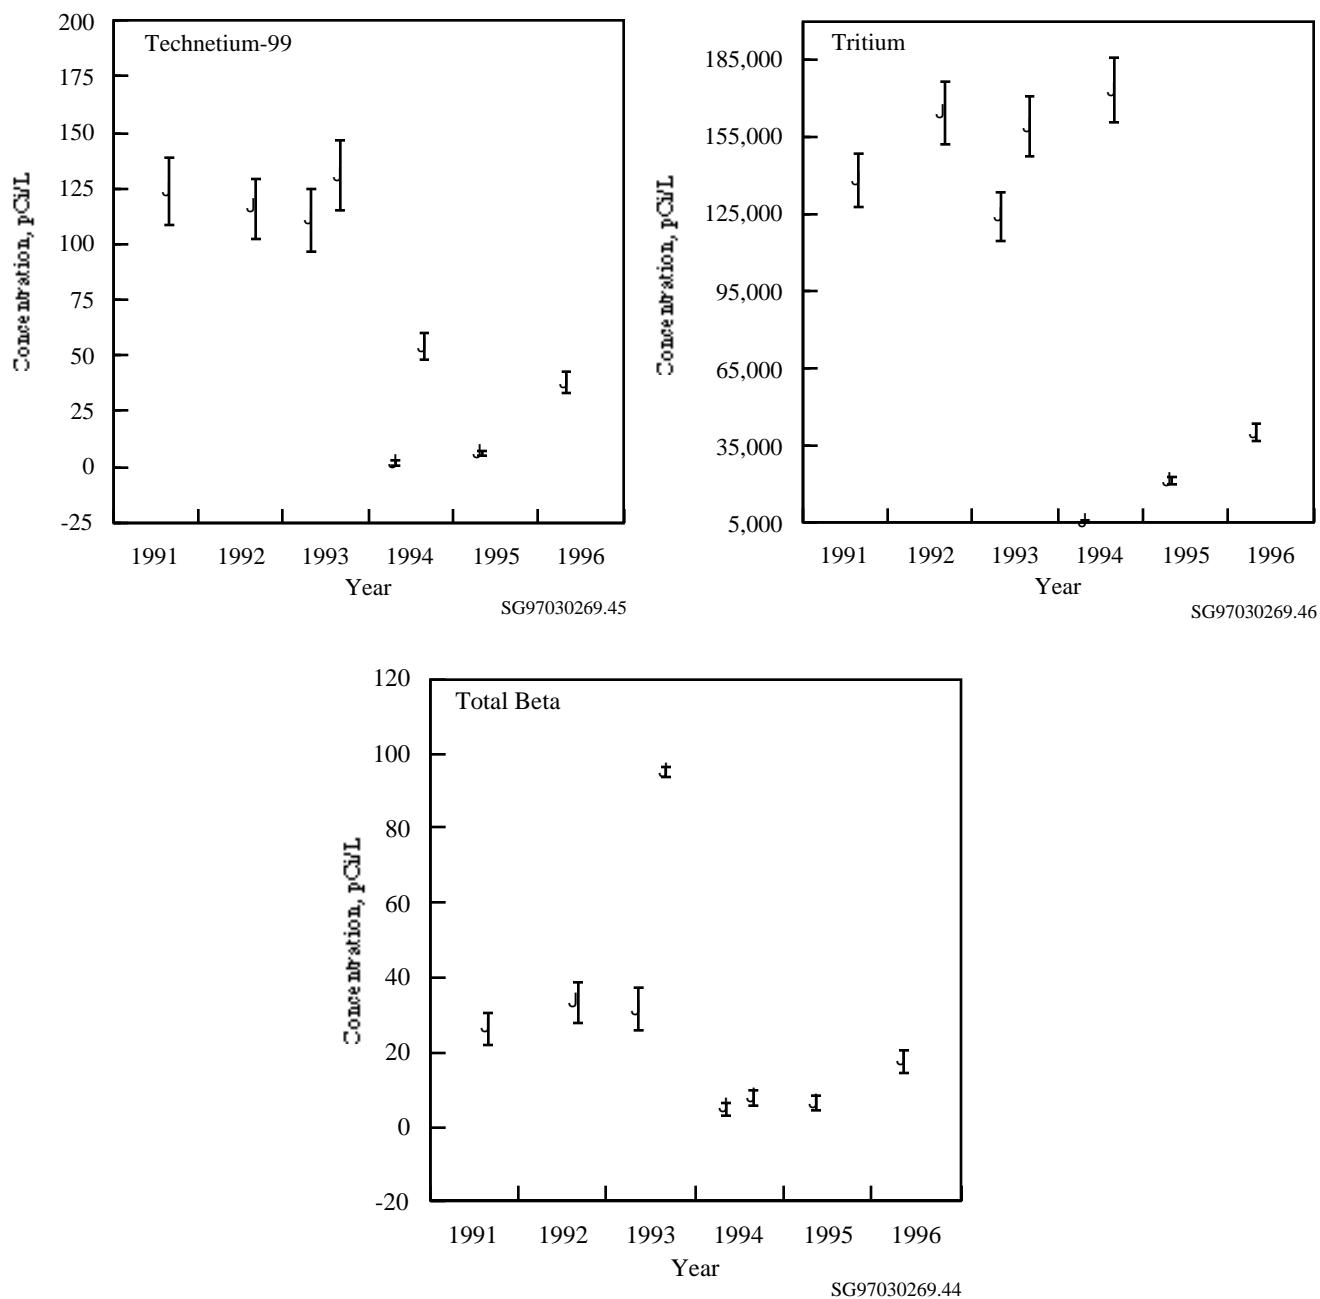 Technetium-99
200
175
150
125
100
75
50
25
0
-25
Concentration, pCi/L
1991 1992 1993 1994 1995 1996
Year
SG97030269.45
Tritium
185,000
155,000
125,000
95,000
65,000
35,000
5,000
Concentration, pCi/L
1991 1992 1993 1994 1995 1996
Year
SG97030269.46
Total Beta
120
100
80
60
40
20
0
-20
Concentration, pCi/L
1991 1992 1993 1994 1995 1996
Year
SG97030269.44